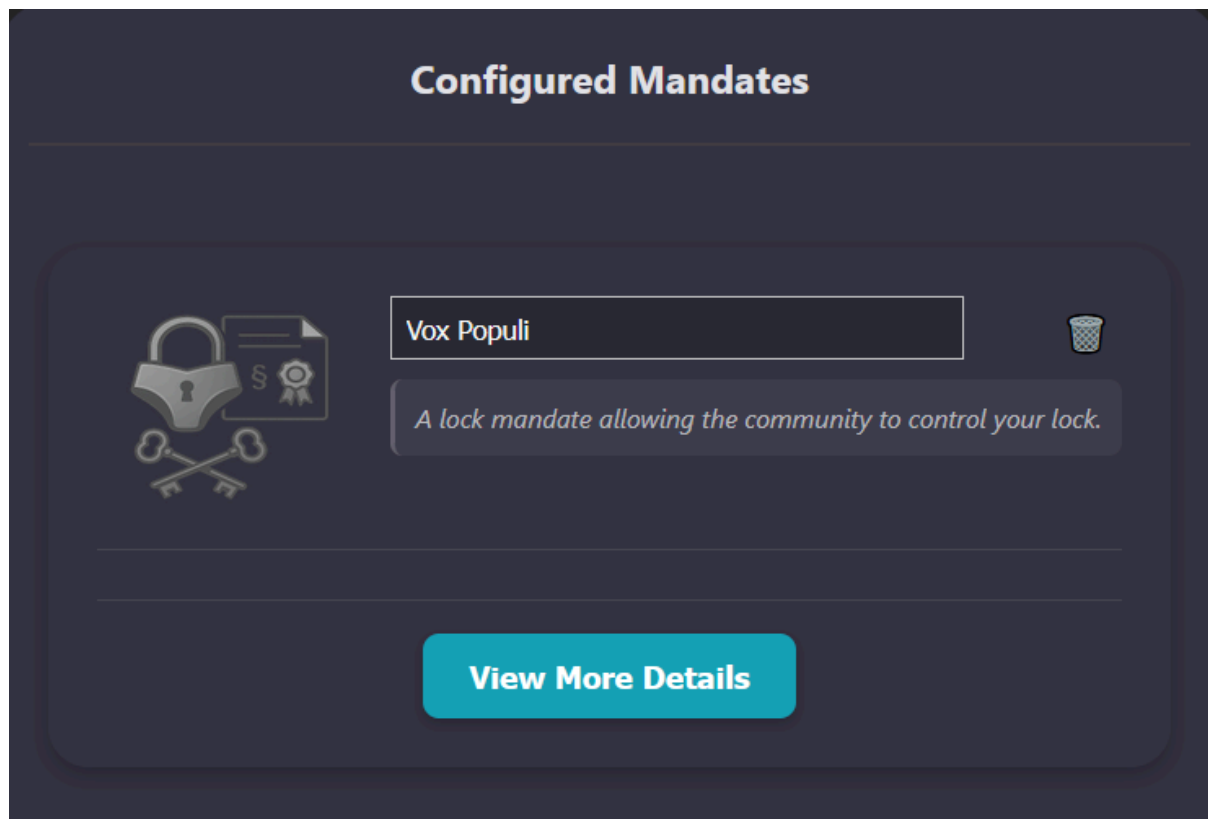 Configured Mandates
Vox Populi
§
A lock mandate allowing the community to control your lock.
View More Details